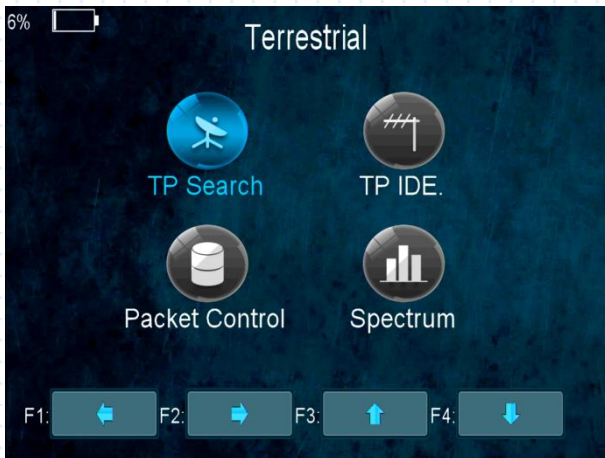 6%
Terrestrial
TP Search
TP IDE.
Packet Control
Spectrum
F1:
F2:
F3:
F4: